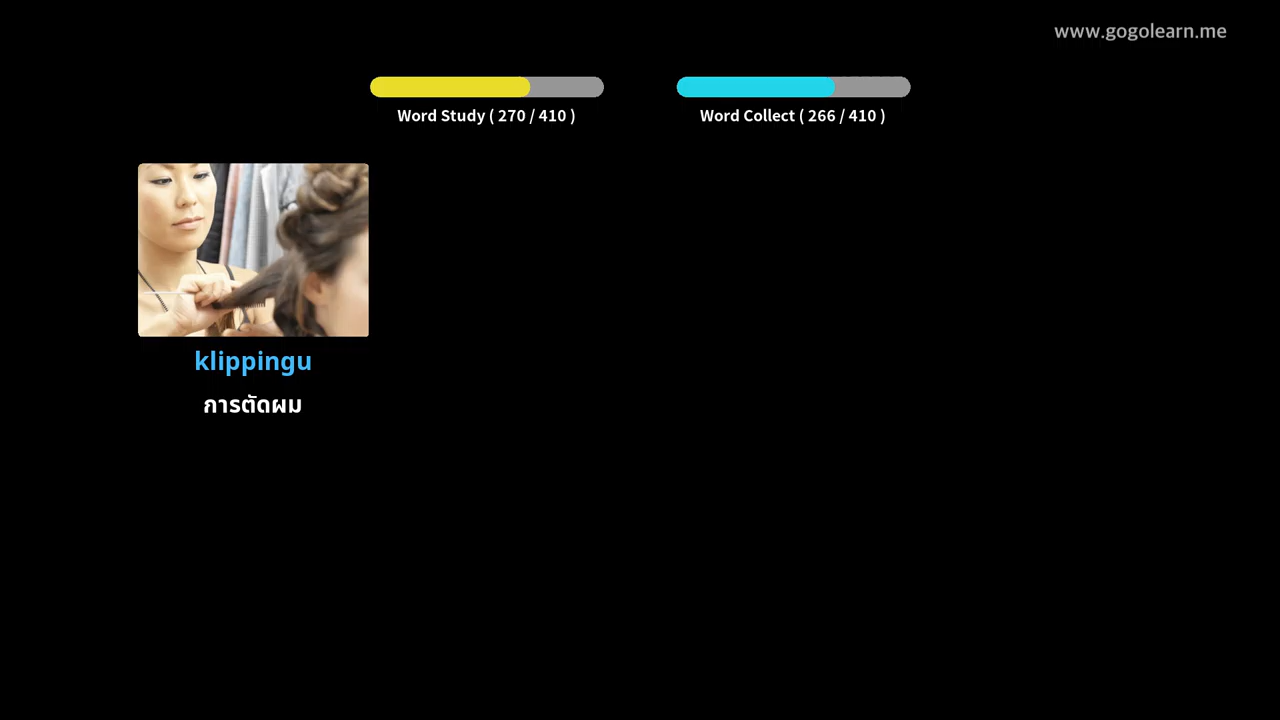 www.gogolearn.me
Word Study ( 270 / 410 )
Word Collect ( 266 / 410 )
klippingu
การตัดผม